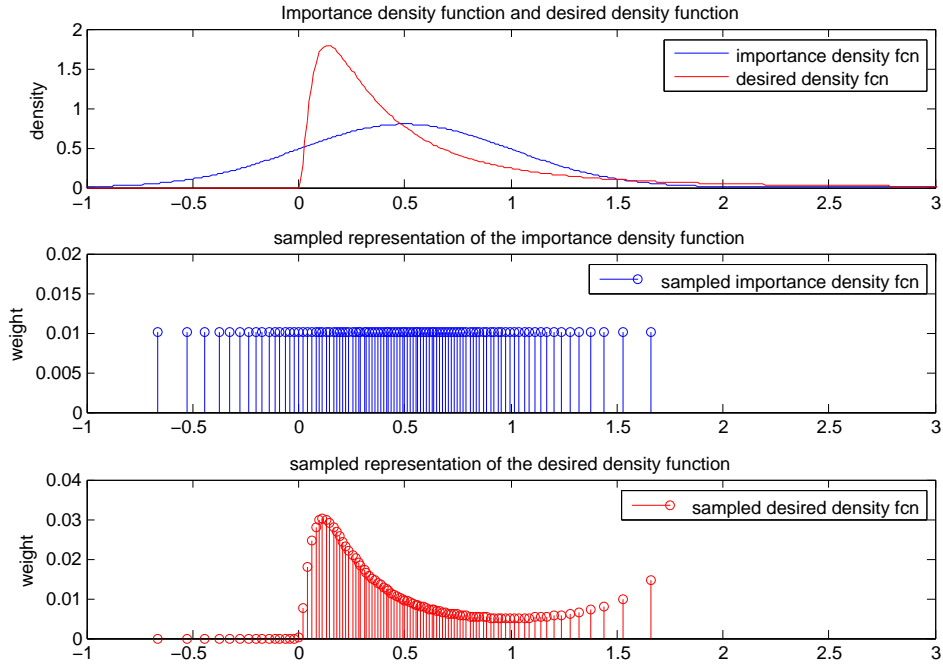 Importance density function and desired density function
density
2
1.5
1
0.5
0
importance density fcn
desired density fcn
−1 −0.5 0 0.5 1 1.5 2 2.5 3
sampled representation of the importance density function
weight
0.02
0.015
0.01
0.005
0
sampled importance density fcn
−1 −0.5 0 0.5 1 1.5 2 2.5 3
sampled representation of the desired density function
weight
0.04
0.03
0.02
0.01
0
sampled desired density fcn
−1 −0.5 0 0.5 1 1.5 2 2.5 3